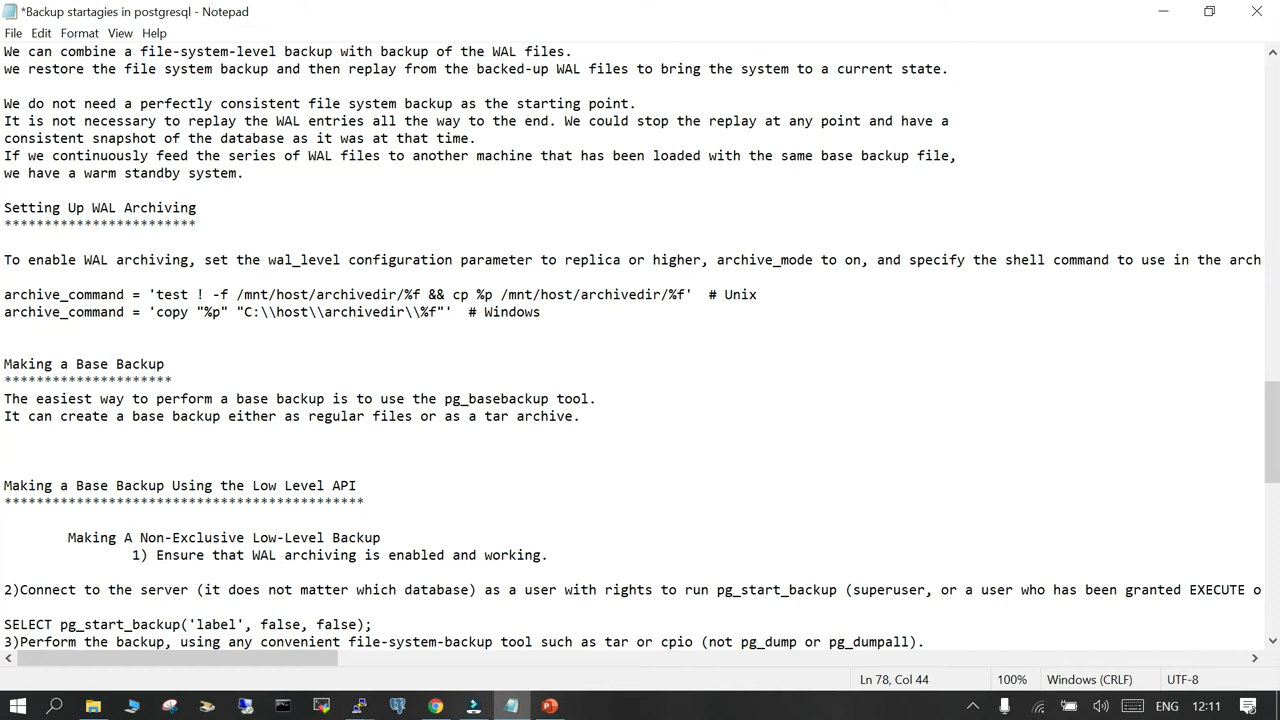 *Backup startagies in postgresql - Notepad
File Edit Format View Help
We can combine a file-system-level backup with backup of the WAL files.
we restore the file system backup and then replay from the backed-up WAL files to bring the system to a current state.
We do not need a perfectly consistent file system backup as the starting point.
It is not necessary to replay the WAL entries all the way to the end. We could stop the replay at any point and have a
consistent snapshot of the database as it was at that time.
If we continuously feed the series of WAL files to another machine that has been loaded with the same base backup file,
we have a warm standby system.
Setting Up WAL Archiving
************************
To enable WAL archiving, set the wal_level configuration parameter to replica or higher, archive_mode to on, and specify the shell command to use in the arch
archive_command = 'test ! -f /mnt/host/archivedir/%f && cp %p /mnt/host/archivedir/%f'  # Unix
archive_command = 'copy "%p" "C:\\host\\archivedir\\%f"'  # Windows
Making a Base Backup
*********************
The easiest way to perform a base backup is to use the pg_basebackup tool.
It can create a base backup either as regular files or as a tar archive.
Making a Base Backup Using the Low Level API
*********************************************
Making A Non-Exclusive Low-Level Backup
1) Ensure that WAL archiving is enabled and working.
2)Connect to the server (it does not matter which database) as a user with rights to run pg_start_backup (superuser, or a user who has been granted EXECUTE o
SELECT pg_start_backup('label', false, false);
3)Perform the backup, using any convenient file-system-backup tool such as tar or cpio (not pg_dump or pg_dumpall).
Ln 78, Col 44 100% Windows (CRLF) UTF-8
ENG 12:11